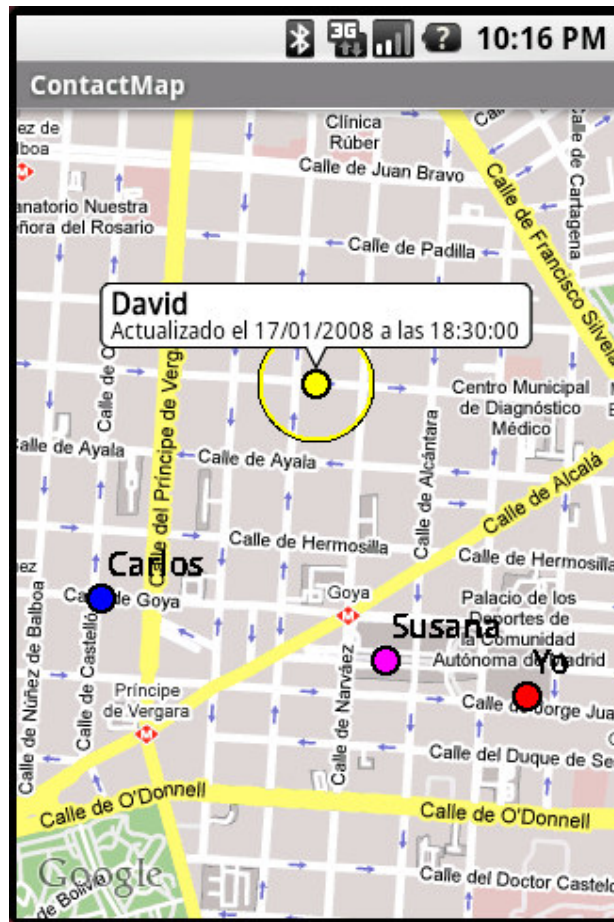 3G
?
10:16 PM
ContactMap
ez de
lboa
Clínica
Rúber
Calle de Juan Bravo
Calle de Cartagena
Calle de Francisco Silvela
anatorio Nuestra
eñora del Rosario
Calle de Padilla
David
Actualizado el 17/01/2008 a las 18:30:00
Calle del Príncipe de Vergara
Centro Municipal
de Diagnóstico
Médico
Calle de Ayala
Calle de Ayala
Calle de Alcántara
Calle de Alcalá
Calle de Hermosilla
Calle de Hermosilla
ñez
Carlos
Calle de Goya
Goya
M
Palacio de los
Deportes de
la Comunidad
Autónoma de Madrid
Susana
Yo
Calle de Núñez de Balboa
Calle de Castelló
Calle de Narváez
Príncipe
de Vergara
M
Calle de Jorge Jua
Calle del Duque de Se
Calle de O'Donnell
Calle de O'Donnell
Google
de Bolivia
Calle del Doctor Castelo